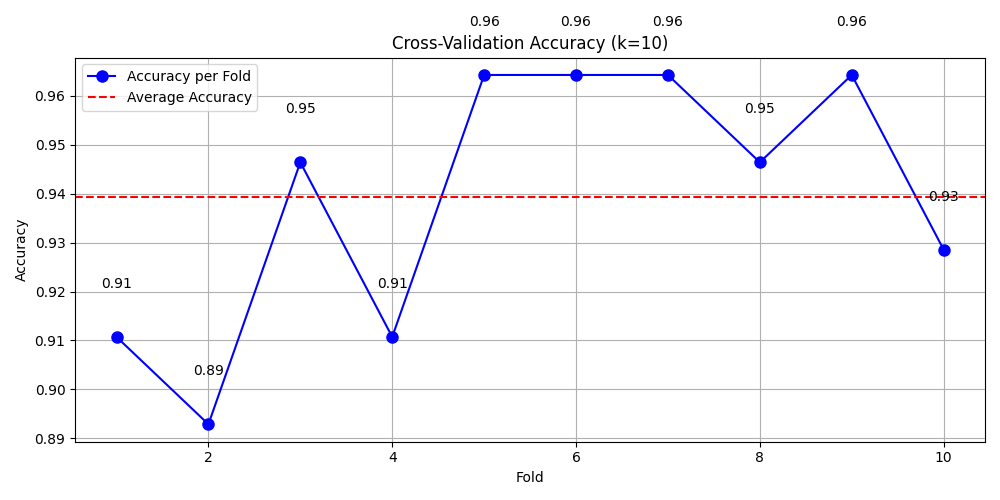 0.96 0.96 0.96 0.96
Cross-Validation Accuracy (k=10)
Accuracy per Fold
Average Accuracy
0.95 0.95
0.93
0.91 0.91
0.89
0.96
0.95
0.94
0.93
0.92
0.91
0.90
0.89
Accuracy
2 4 6 8 10
Fold